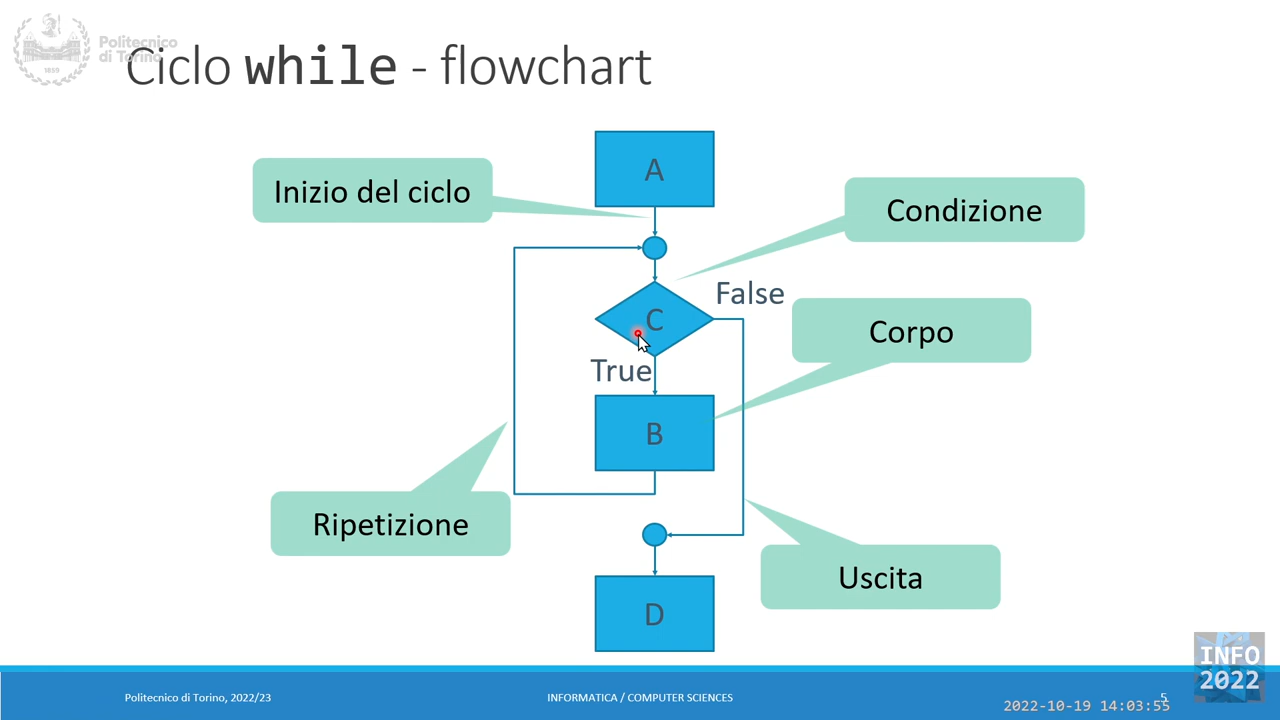 Politecnico
di Torino
1859
Ciclo while - flowchart
A
Inizio del ciclo
Condizione
False
C
Corpo
True
B
Ripetizione
Uscita
D
INFO
2022
Politecnico di Torino, 2022/23
INFORMATICA / COMPUTER SCIENCES
5
2022-10-19 14:03:55